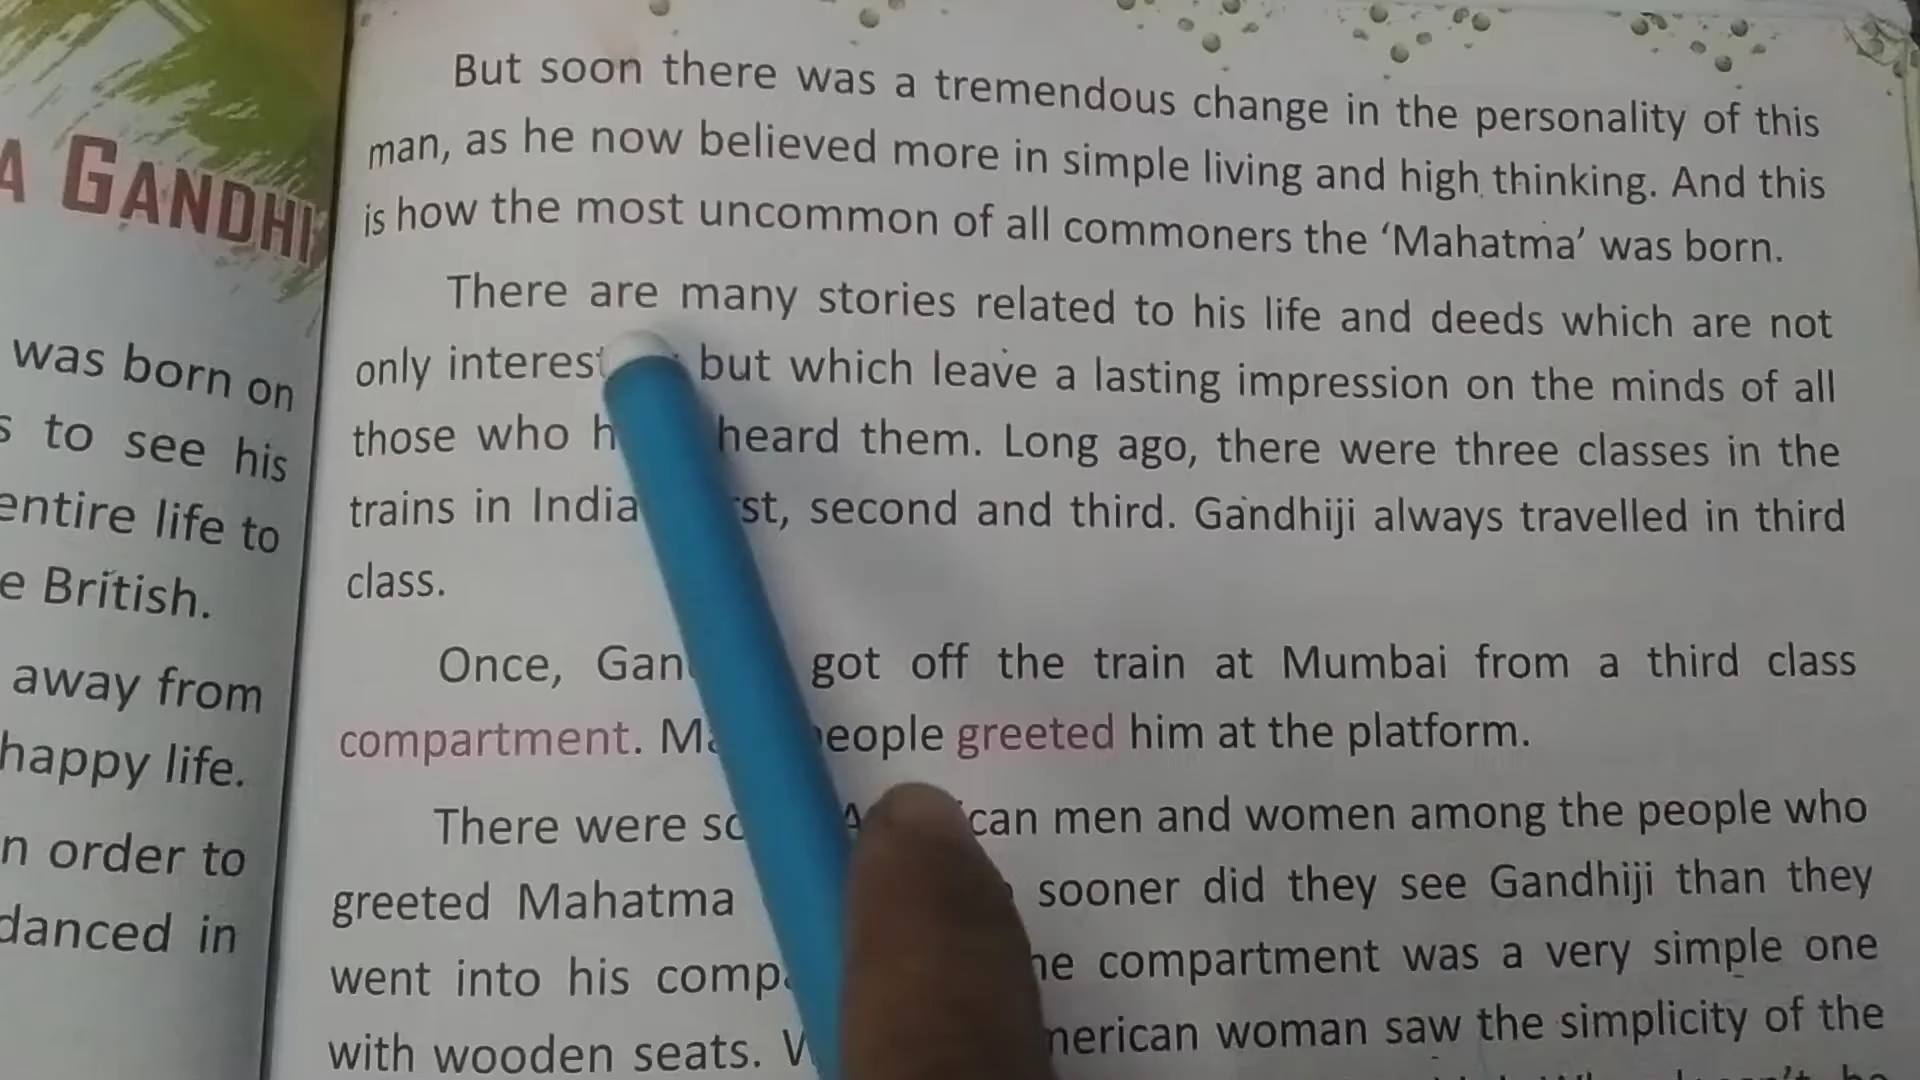 A GANDHI
was born on
to see his
entire life to
British.
away from
happy life.
order to
danced in
But soon there was a tremendous change in the personality of this
man, as he now believed more in simple living and high thinking. And this
is how the most uncommon of all commoners the ‘Mahatma’ was born.
There are many stories related to his life and deeds which are not
only but which leave a lasting impression on the minds of all
those who heard them. Long ago, there were three classes in the
trains in India second and third. Gandhiji always travelled in third
class.
Once, got off the train at Mumbai from a third class
compartment. people greeted him at the platform.
There were men and women among the people who
greeted Mahatma sooner did they see Gandhiji than they
went into his compartment was a very simple one
with wooden seats. woman saw the simplicity of the